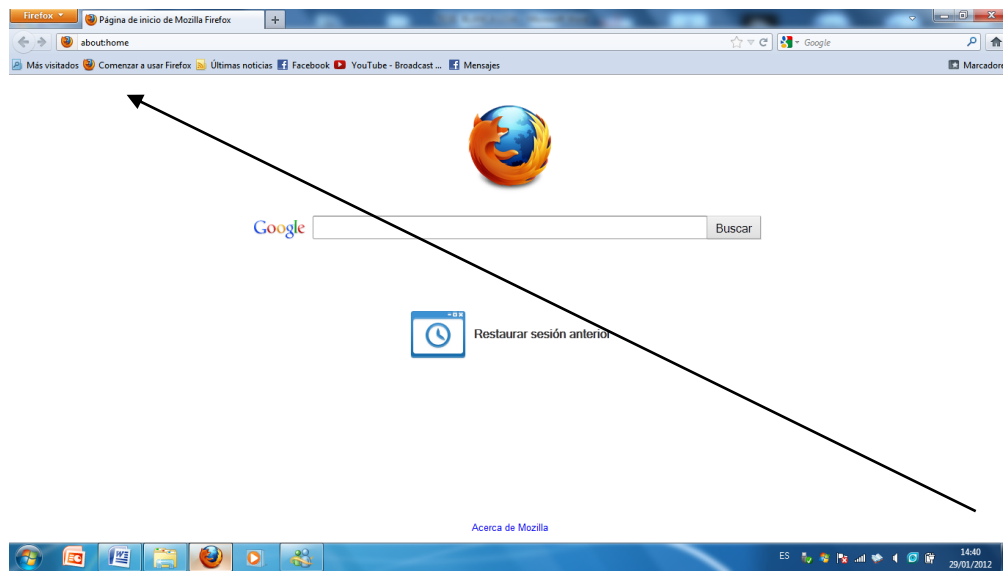 Firefox
Página de inicio de Mozilla Firefox
about:home
Google
Más visitados Comenzar a usar Firefox Últimas noticias Facebook YouTube - Broadcast ... Mensajes Marcadore
Google Buscar
Restaurar sesión anterior
Acerca de Mozilla
ES 14:40
29/01/2012